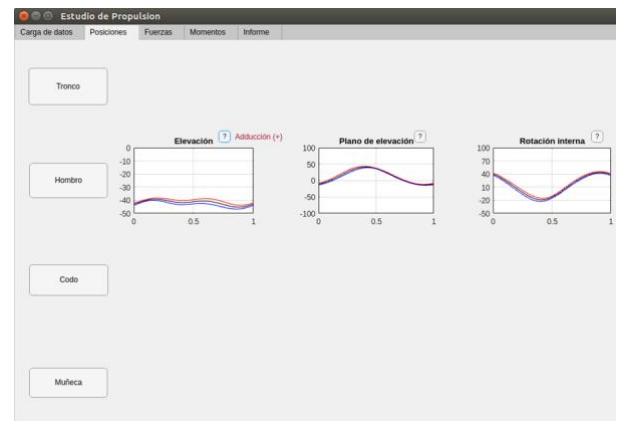 Estudio de Propulsion
Carga de datos Posiciones Fuerzas Momentos Informe
Tronco
Elevación ? Adducción (+) Plano de elevación ? Rotación interna ?
0 100 100
-10 70
50
-20 40
Hombro 0
-30 10
-40 -50 -20
-50 -100 -50
0 0.5 1 0 0.5 1 0 0.5 1
Codo
Muñeca